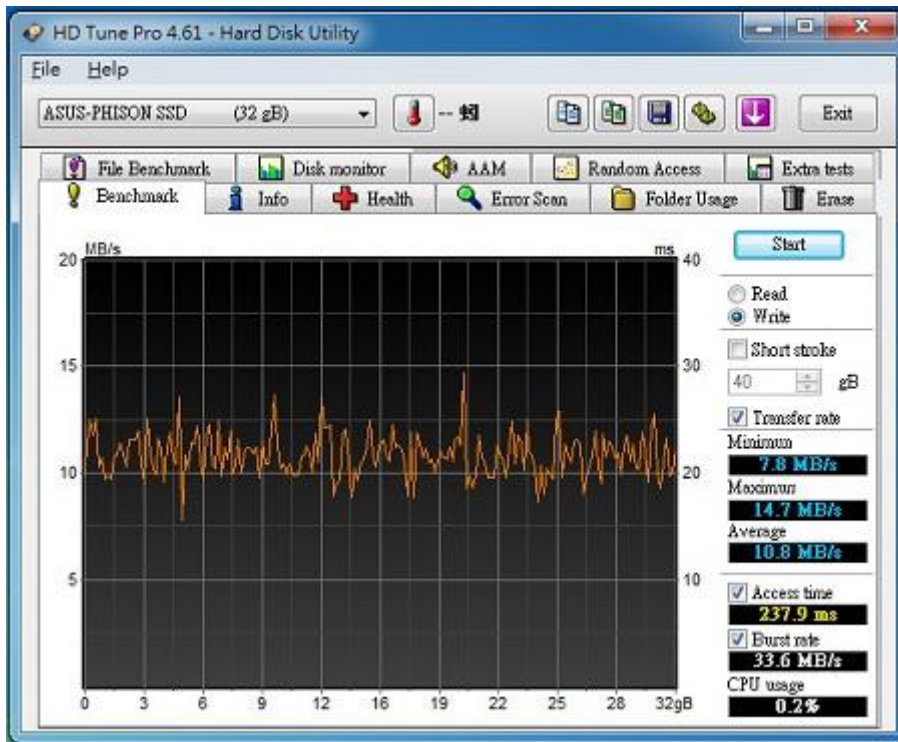 HD Tune Pro 4.61 - Hard Disk Utility
File Help
ASUS-PHISON SSD (32 gB)
-- 蚓
Exit
File Benchmark Disk monitor AAM Random Access Extra tests
Benchmark Info Health Error Scan Folder Usage Erase
MB/s
ms
20
15
10
5
40
30
20
10
0 3 6 9 12 16 19 22 25 28 32gB
Start
Read
Write
Short stroke
40 gB
Transfer rate
Minimum
7.8 MB/s
Maximum
14.7 MB/s
Average
10.8 MB/s
Access time
237.9 ms
Burst rate
33.6 MB/s
CPU usage
0.2%